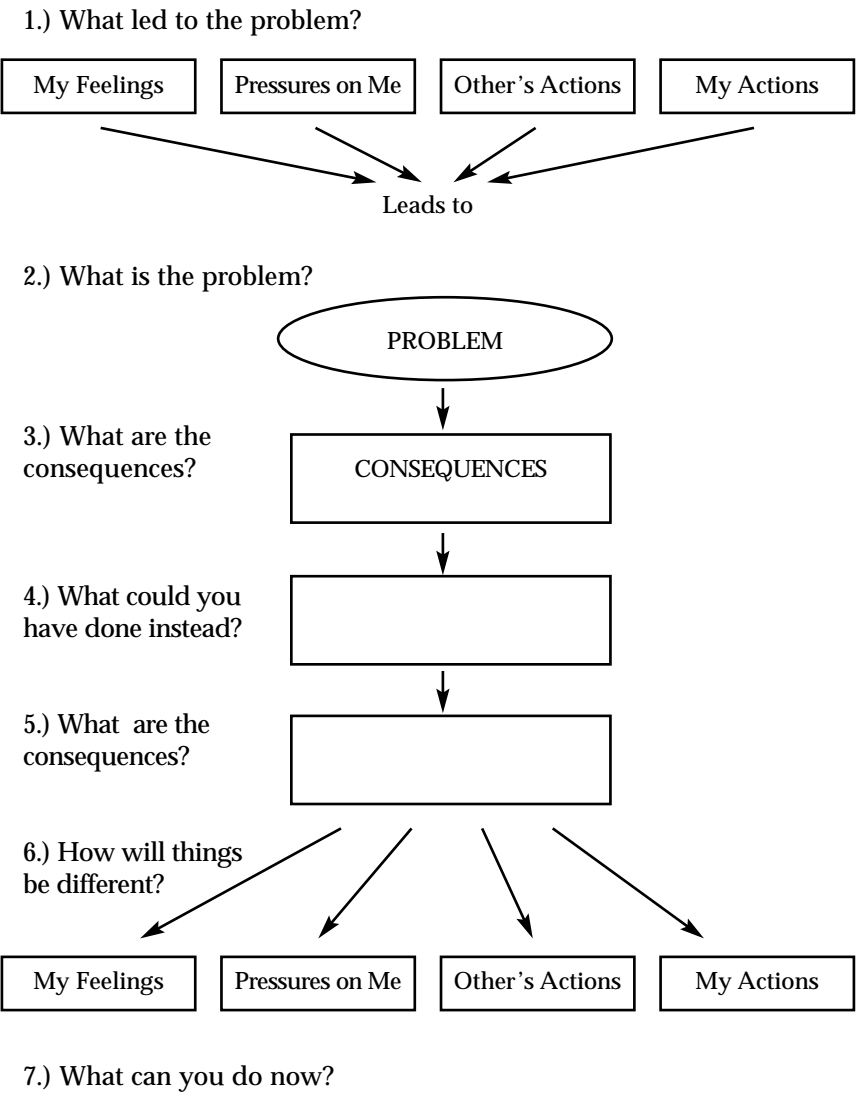 1.) What led to the problem?
My Feelings
Pressures on Me
Other's Actions
My Actions
Leads to
2.) What is the problem?
PROBLEM
3.) What are the
consequences?
CONSEQUENCES
4.) What could you
have done instead?
5.) What are the
consequences?
6.) How will things
be different?
My Feelings
Pressures on Me
Other's Actions
My Actions
7.) What can you do now?